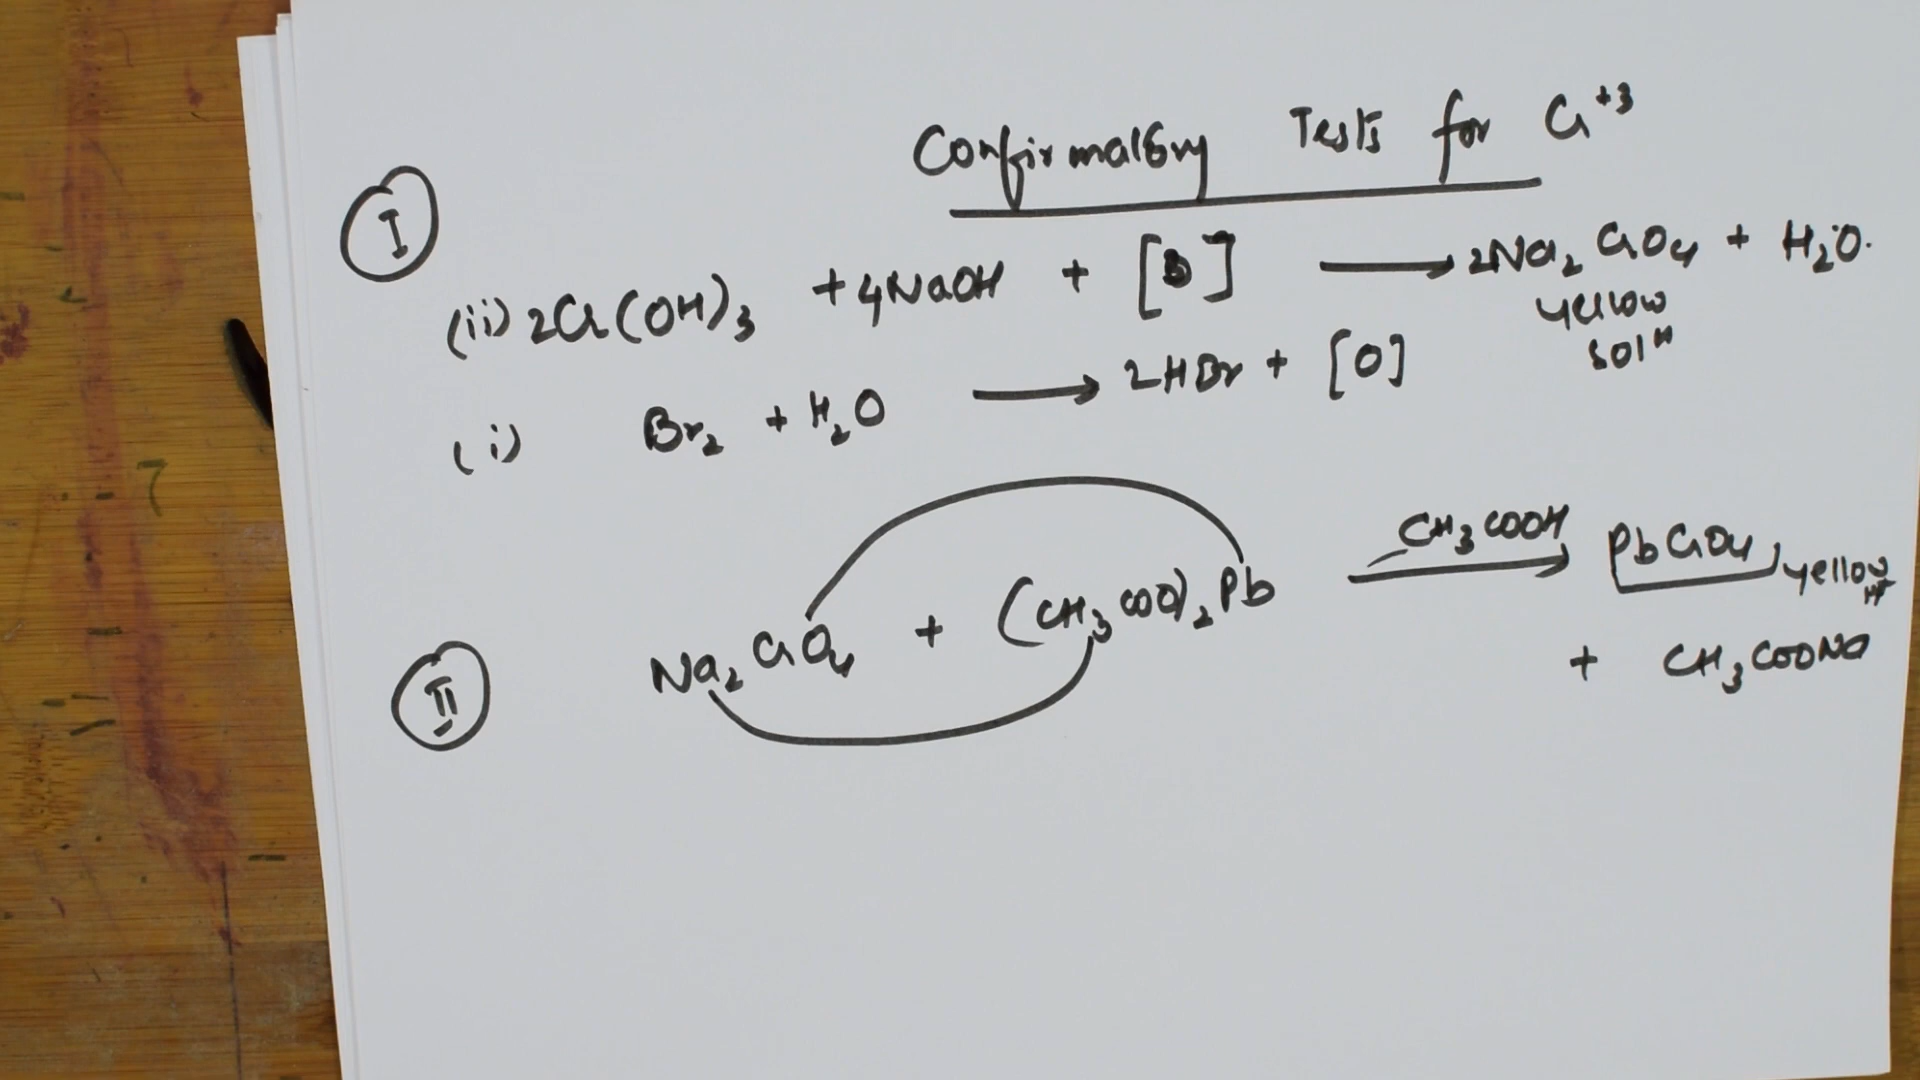 Confirmatory Tests for Cr+3
I
(ii) 2Cr(OH)3 + 4NaOH + [O] → 2Na2CrO4 + H2O.
yellow
soln
(i) Br2 + H2O → 2HBr + [O]
II
Na2CrO4 + (CH3COO)2Pb CH3COOH → PbCrO4 yellow
+ CH3COONa